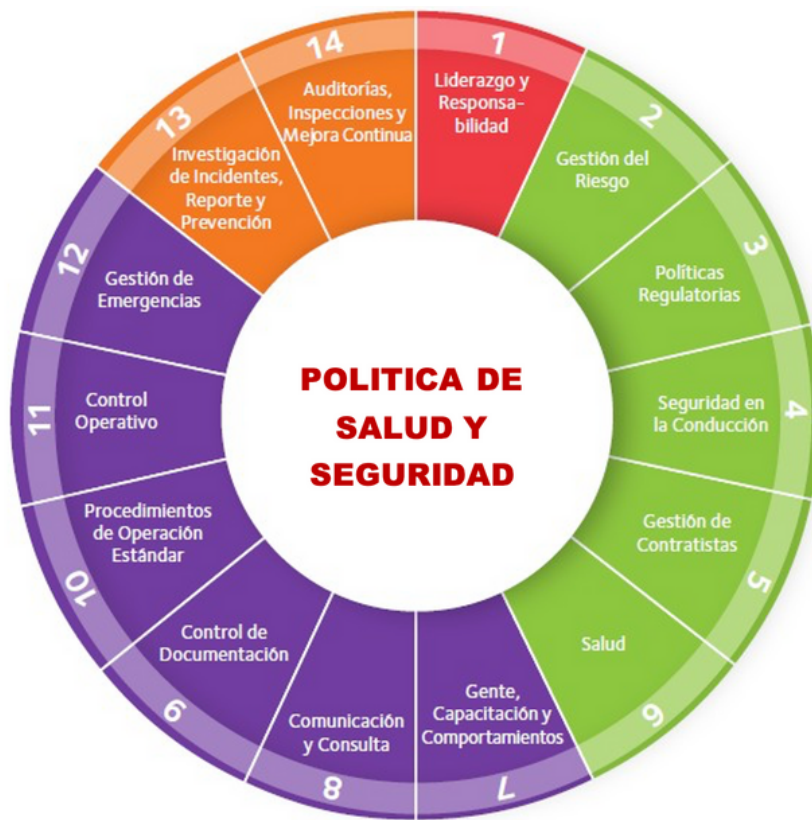 1
Liderazgo y
Responsa-
bilidad
2
Gestión del
Riesgo
3
Políticas
Regulatorias
4
Seguridad en
la Conducción
5
Gestión de
Contratistas
6
Salud
7
Gente,
Capacitación y
Comportamientos
8
Comunicación
y Consulta
9
Control de
Documentación
10
Procedimientos
de Operación
Estándar
11
Control
Operativo
12
Gestión de
Emergencias
13
Investigación
de Incidentes,
Reporte y
Prevención
14
Auditorías,
Inspecciones y
Mejora Continua
POLITICA DE
SALUD Y
SEGURIDAD